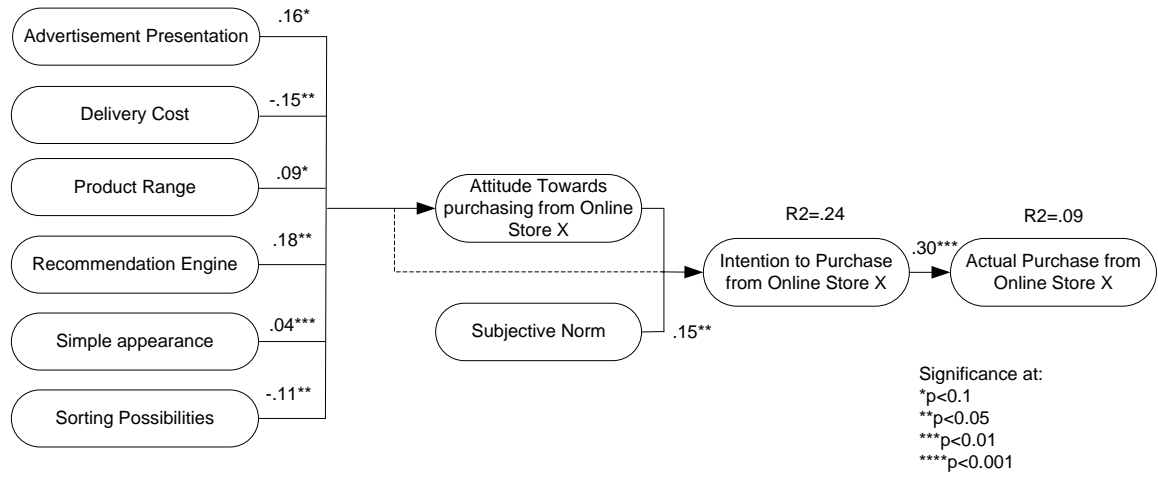 .16*
Advertisement Presentation
-.15**
Delivery Cost
.09*
Product Range
.18**
Recommendation Engine
.04***
Simple appearance
-.11**
Sorting Possibilities
Attitude Towards
purchasing from Online
Store X
Subjective Norm
.15**
R2=.24
Intention to Purchase
from Online Store X
.30***
R2=.09
Actual Purchase from
Online Store X
Significance at:
*p<0.1
**p<0.05
***p<0.01
****p<0.001